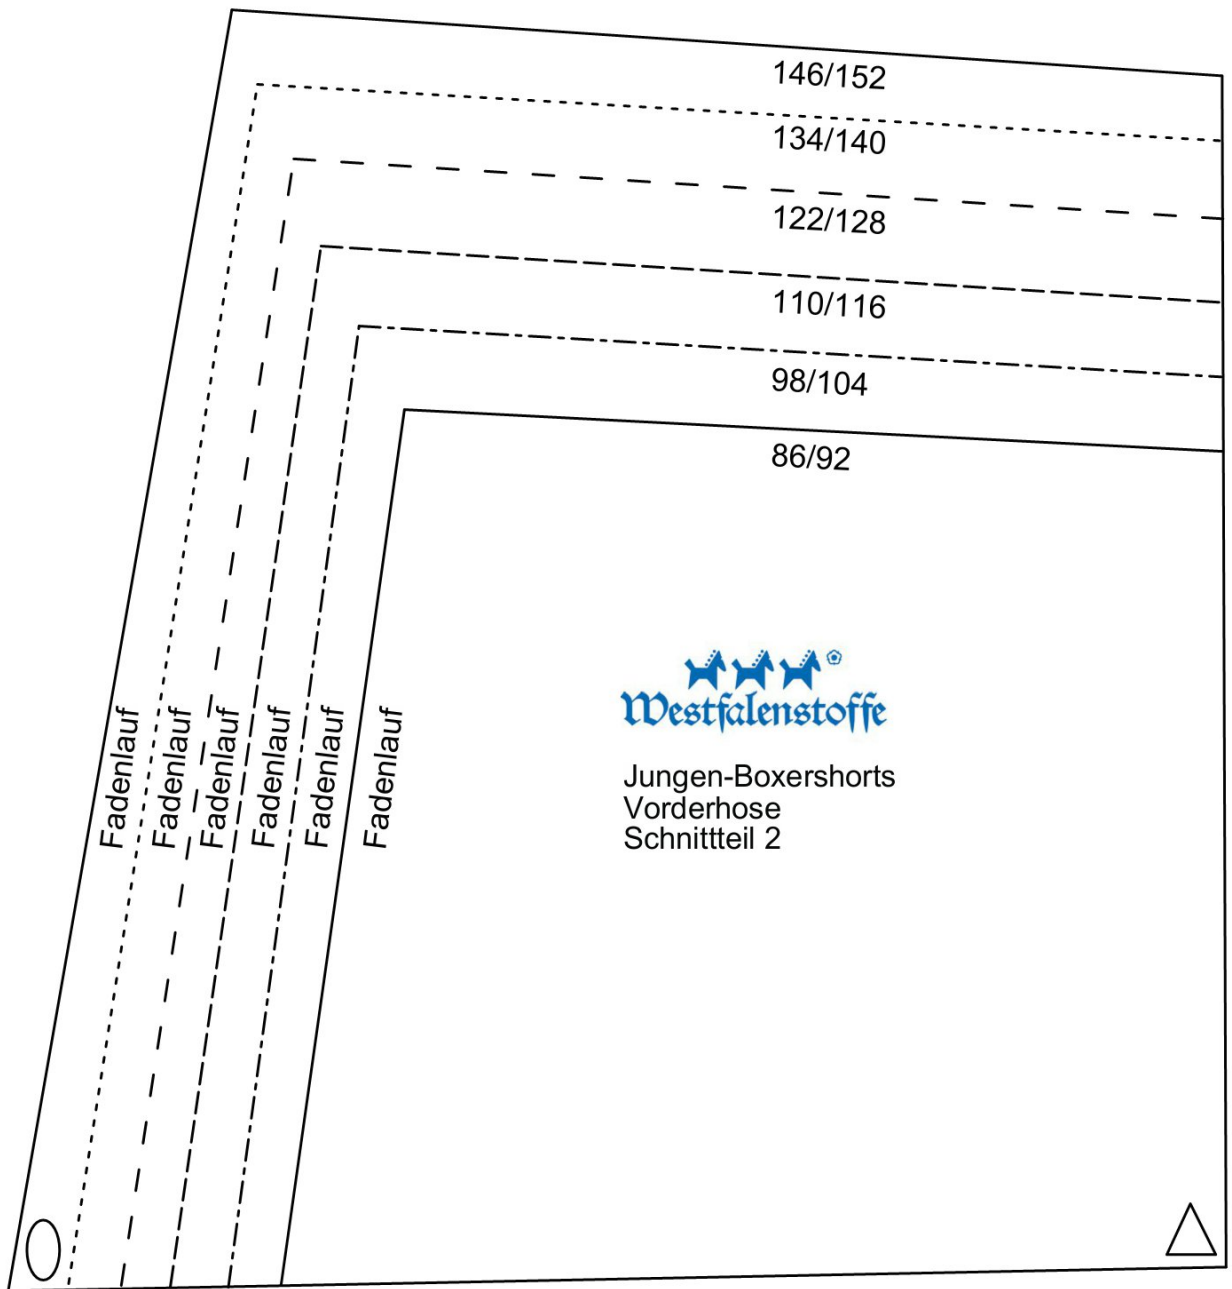 146/152
134/140
122/128
110/116
98/104
86/92
Westfalenstoffe
Fadenlauf
Fadenlauf
Fadenlauf
Fadenlauf
Fadenlauf
Fadenlauf
Jungen-Boxershorts
Vorderhose
Schnittteil 2